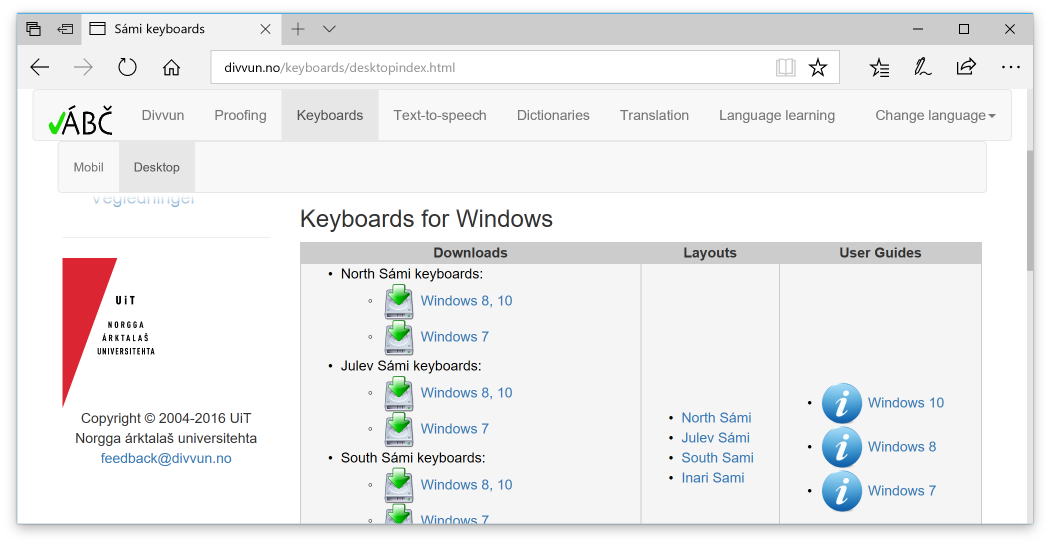 Sámi keyboards
divvun.no/keyboards/desktopindex.html
ÁBČ
Divvun
Proofing
Keyboards
Text-to-speech
Dictionaries
Translation
Language learning
Change language
Mobil
Desktop
Vegledninger
UiT
NORGGA
ÁRKTALAŠ
UNIVERSITEHTA
Copyright © 2004-2016 UiT
Norgga árktalaš universitehta
feedback@divvun.no
Keyboards for Windows
Downloads
Layouts
User Guides
North Sámi keyboards:
Windows 8, 10
Windows 7
Julev Sámi keyboards:
Windows 8, 10
Windows 7
South Sámi keyboards:
Windows 8, 10
Windows 7
North Sámi
Julev Sámi
South Sami
Inari Sami
Windows 10
Windows 8
Windows 7